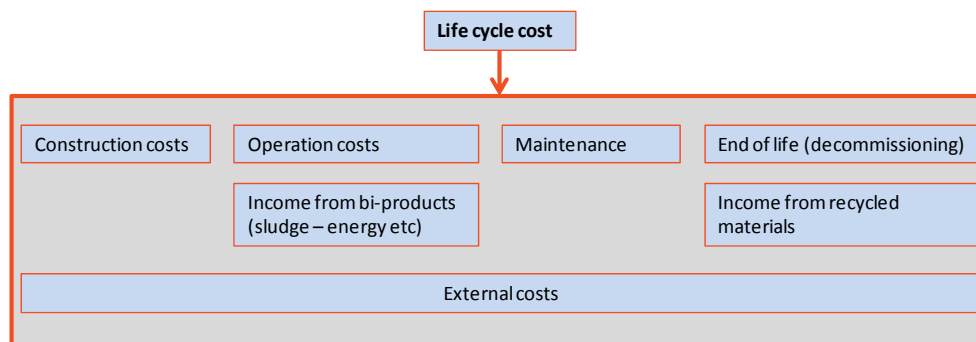 Life cycle cost
Construction costs
Operation costs
Maintenance
End of life (decommissioning)
Income from bi-products
(sludge – energy etc)
Income from recycled
materials
External costs